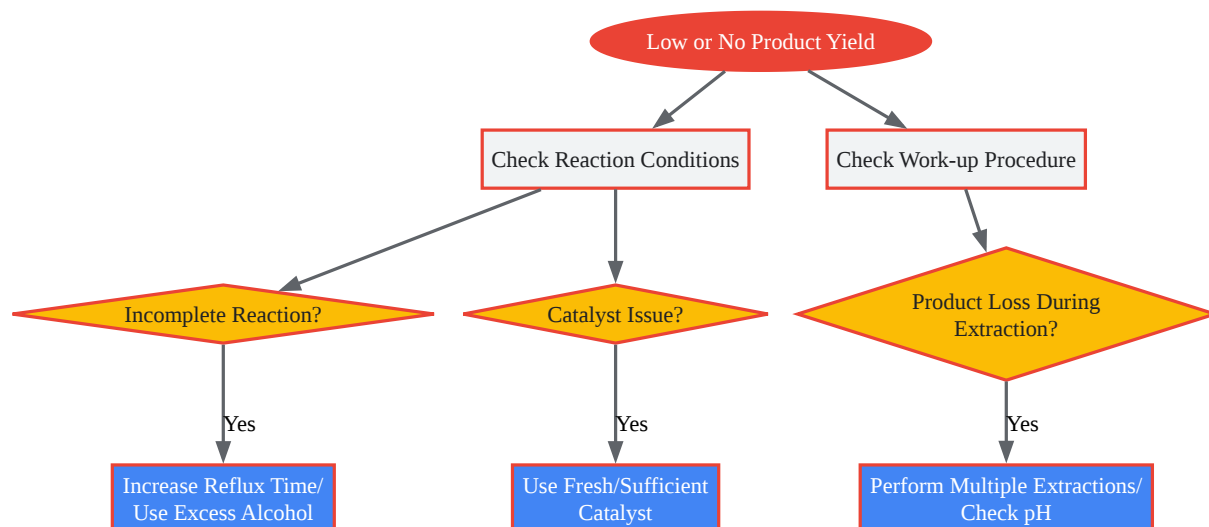 Low or No Product Yield
Check Reaction Conditions
Check Work-up Procedure
Incomplete Reaction?
Catalyst Issue?
Product Loss During
Extraction?
Yes
Yes
Yes
Increase Reflux Time/
Use Excess Alcohol
Use Fresh/Sufficient
Catalyst
Perform Multiple Extractions/
Check pH